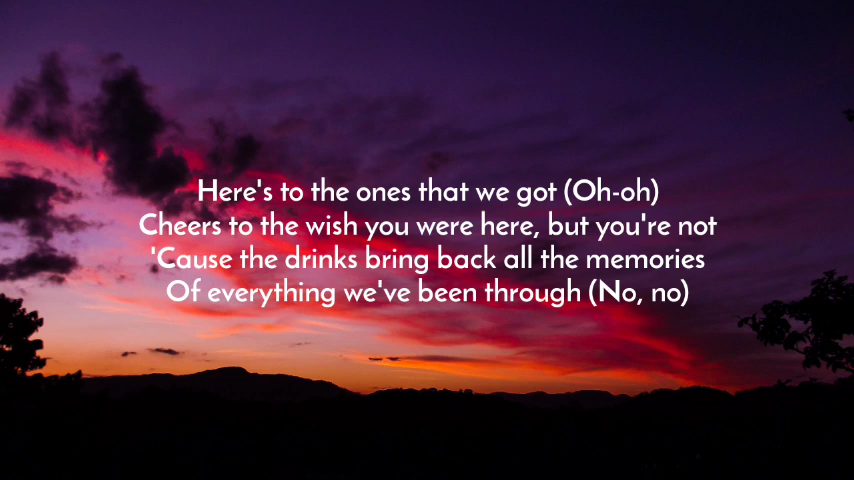 Here's to the ones that we got (Oh-oh)
Cheers to the wish you were here, but you're not
'Cause the drinks bring back all the memories
Of everything we've been through (No, no)